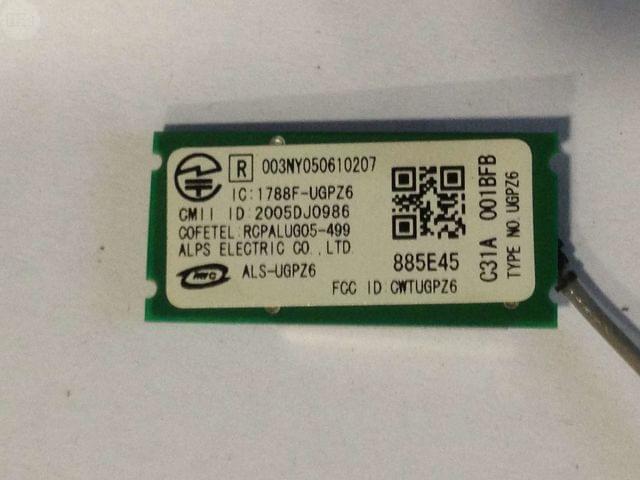 R 003NY050610207
IC:1788F-UGPZ6
CMII ID:2005DJ0986
COFETEL:RCPALUG05-499
ALPS ELECTRIC CO., LTD.
ALS-UGPZ6
885E45
FCC ID:CWTUGPZ6
C31A 001BFB
TYPE NO.UGPZ6